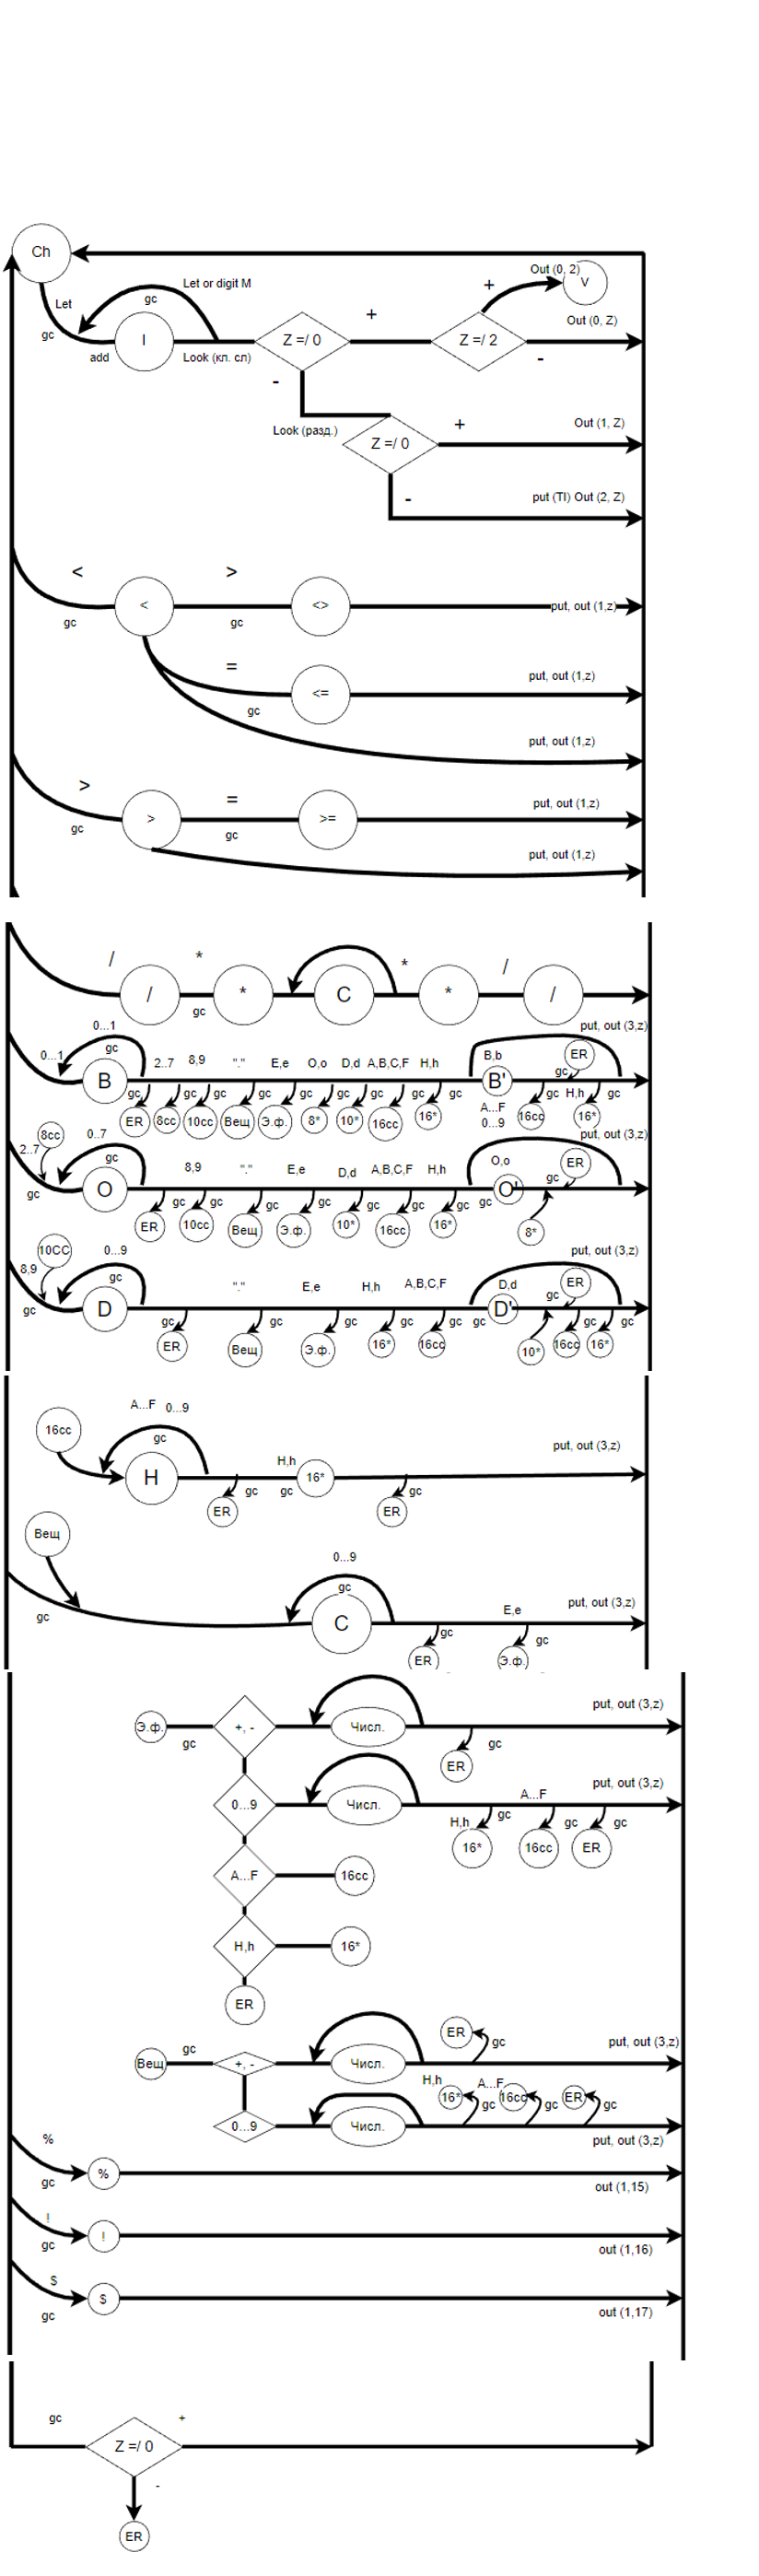 Ch
Let
gc
add
I
Let or digit M
gc
Look (кл. сл)
Z =/ 0
+
-
Z =/ 2
+
-
Out (0, 2)
V
Out (0, Z)
Look (разд.)
Z =/ 0
+
-
Out (1, Z)
put (TI) Out (2, Z)
<
gc
<
>
gc
<>
put, out (1,z)
=
gc
<=
put, out (1,z)
put, out (1,z)
>
gc
>
=
gc
>=
put, out (1,z)
put, out (1,z)
/
/
*
gc
*
C
*
*
/
/
put, out (3,z)
0...1
0...1
gc
B
2..7 8,9 "." E,e O,o D,d A,B,C,F H,h
gc gc gc gc gc gc gc gc gc
ER 8cc 10cc Вещ Э.ф. 8* 10* 16cc 16*
B,b
B'
A...F
0...9
ER
gc
gc H,h gc
16cc 16*
put, out (3,z)
8cc
2..7
gc
0..7
gc
O
8,9 "." E,e D,d A,B,C,F H,h
gc gc gc gc gc gc gc gc
ER 10cc Вещ Э.ф. 10* 16cc 16*
O,o
O'
ER
gc
8*
put, out (3,z)
10CC
8,9
gc
0...9
gc
D
"." E,e H,h A,B,C,F
gc gc gc gc gc gc
ER Вещ Э.ф. 16* 16cc
D,d
D'
ER
gc
gc gc
10* 16cc 16*
A...F 0...9
16cc
gc
H
H,h
gc gc
ER
16*
gc
ER
put, out (3,z)
Вещ
gc
0...9
gc
C
E,e
gc gc
ER Э.ф.
put, out (3,z)
Э.ф.
gc
+, -
Числ.
gc
ER
put, out (3,z)
0...9
Числ.
A...F
H,h gc gc gc
16* 16cc ER
put, out (3,z)
A...F
16cc
H,h
16*
ER
Вещ
gc
+, -
Числ.
ER
gc
put, out (3,z)
0...9
Числ.
H,h A...F
16* gc 16cc gc ER gc
put, out (3,z)
%
gc
%
out (1,15)
!
gc
!
out (1,16)
$
gc
$
out (1,17)
gc
Z =/ 0
+
-
ER